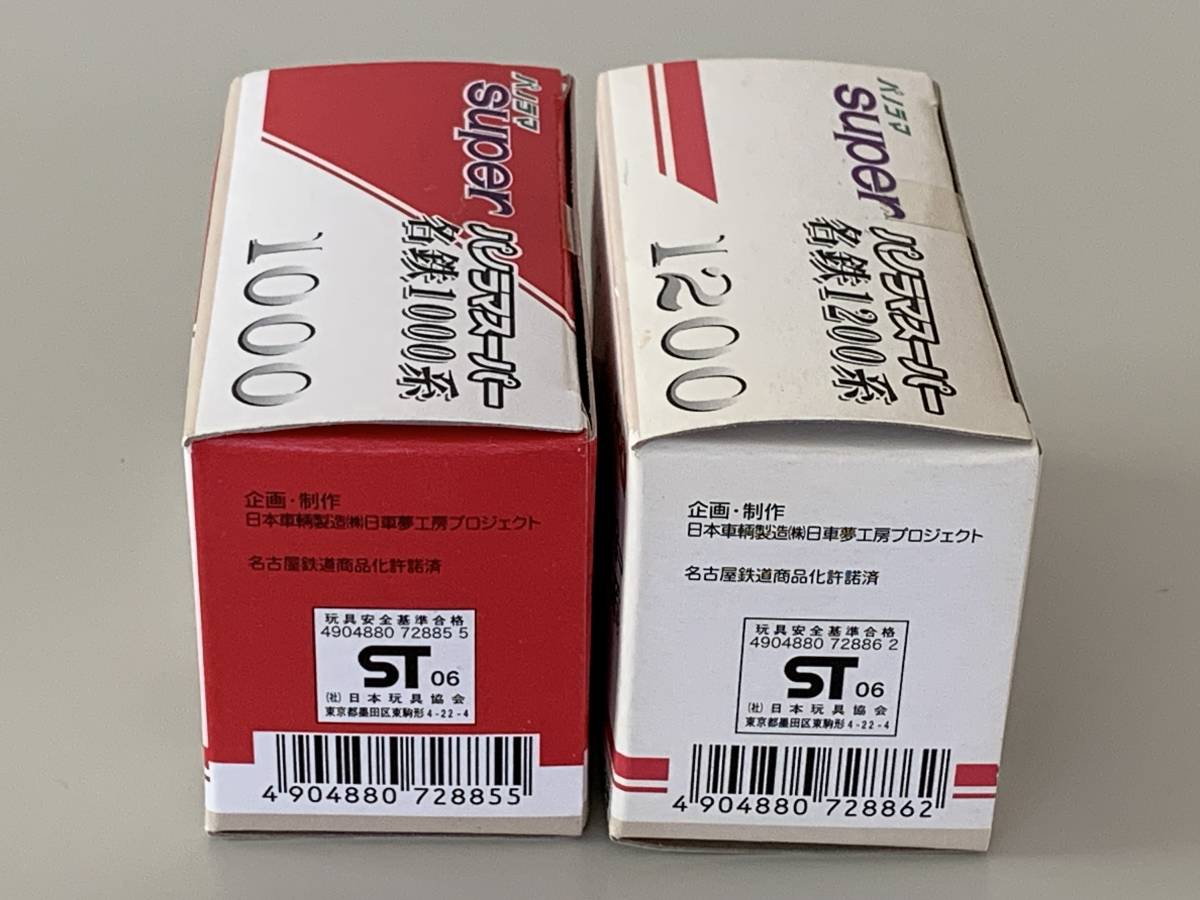 パノラマ
super
パノラマスーパー
名鉄1000系
1000
企画・制作
日本車輌製造㈱日車夢工房プロジェクト
名古屋鉄道商品化許諾済
玩具安全基準合格
4904880 72885 5
ST 06
(社)日本玩具協会
東京都墨田区東駒形4-22-4
4 904880 728855
パノラマ
super
パノラマスーパー
名鉄1200系
1200
企画・制作
日本車輌製造㈱日車夢工房プロジェクト
名古屋鉄道商品化許諾済
玩具安全基準合格
4904880 72886 2
ST 06
(社)日本玩具協会
東京都墨田区東駒形4-22-4
4 904880 728862